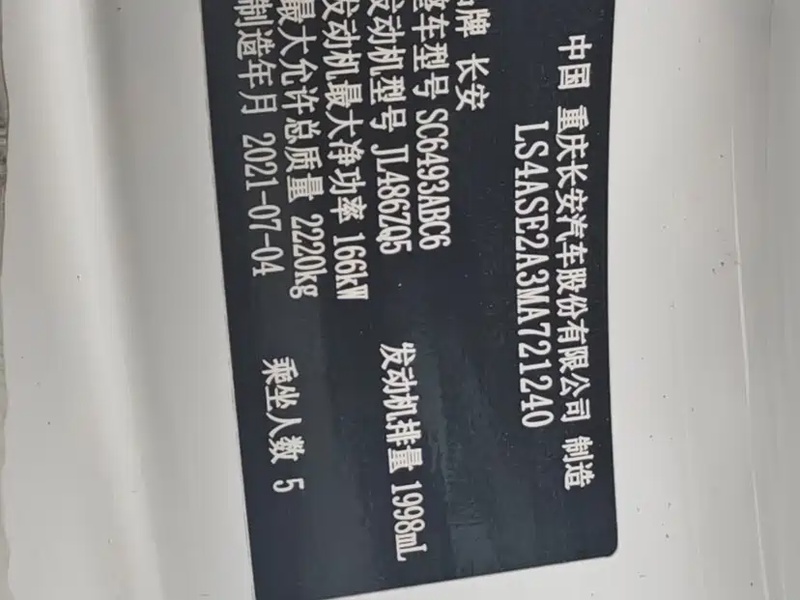 中国 重庆长安汽车股份有限公司 制造
LS4ASE2A3MA721240
品牌 长安
整车型号 SC6493ABC6
发动机型号 JL486ZQ5 发动机排量 1998mL
发动机最大净功率 166kW
最大允许总质量 2220kg
制造年月 2021-07-04 乘坐人数 5